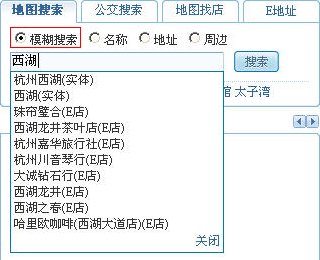 地图搜索 公交搜索 地图找店 E地址
模糊搜索 名称 地址 周边
西湖 搜索
杭州西湖(实体)
西湖(实体)
珠帘璧合(E店) 太子湾
西湖龙井茶叶店(E店)
杭州嘉华旅行社(E店)
杭州川音琴行(E店)
大诚钻石行(E店)
西湖龙井(E店)
西湖之春(E店)
哈里欧咖啡(西湖大道店)(E店)
关闭